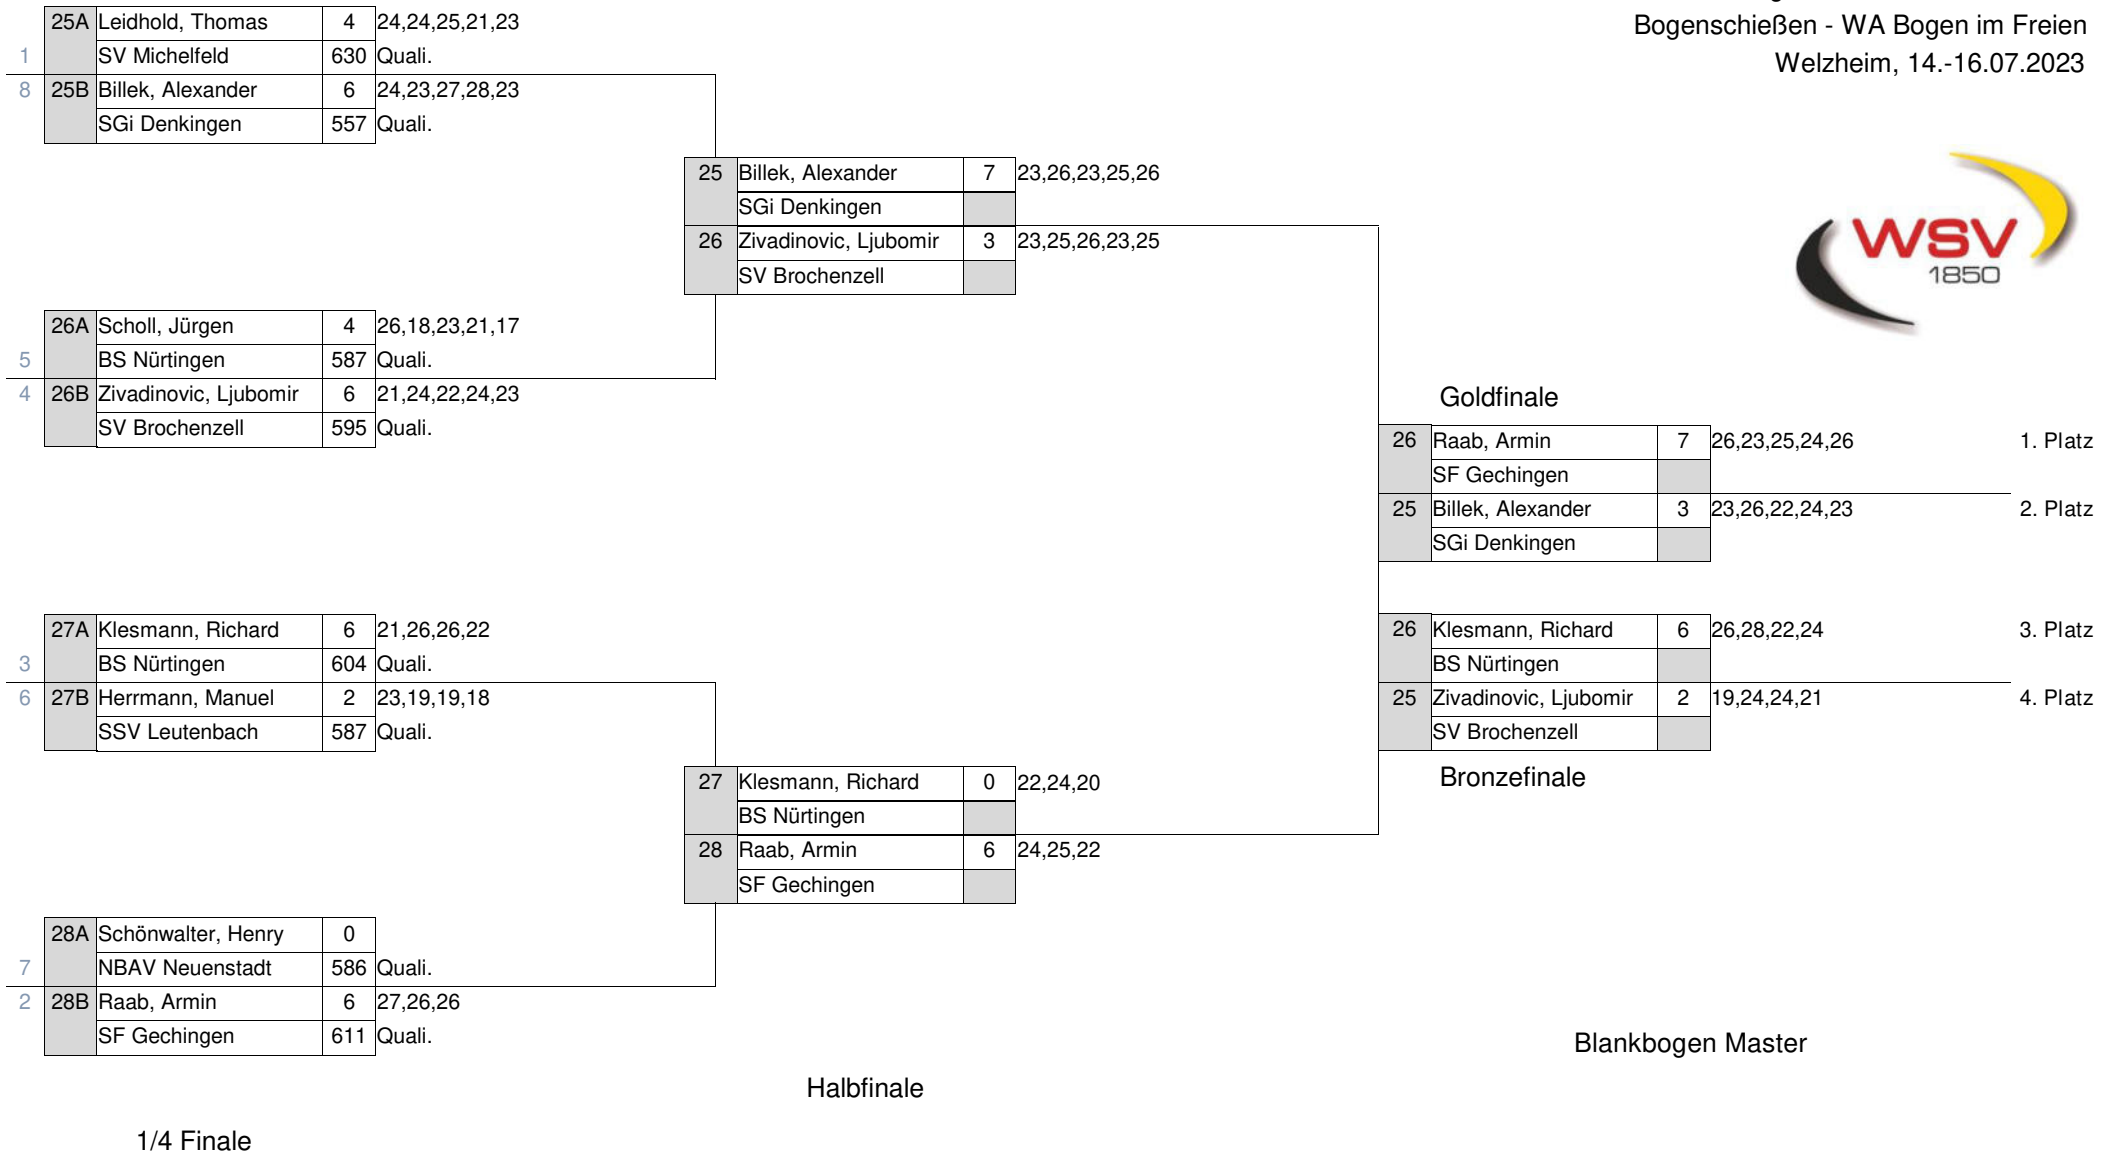 Bogenschießen - WA Bogen im Freien
Welzheim, 14.-16.07.2023
WSV
1850
25A Leidhold, Thomas 4 24,24,25,21,23
1 SV Michelfeld 630 Quali.
8 25B Billek, Alexander 6 24,23,27,28,23
SGi Denkingen 557 Quali.
26A Scholl, Jürgen 4 26,18,23,21,17
5 BS Nürtingen 587 Quali.
4 26B Zivadinovic, Ljubomir 6 21,24,22,24,23
SV Brochenzell 595 Quali.
27A Klesmann, Richard 6 21,26,26,22
3 BS Nürtingen 604 Quali.
6 27B Herrmann, Manuel 2 23,19,19,18
SSV Leutenbach 587 Quali.
28A Schönwalter, Henry 0
7 NBAV Neuenstadt 586 Quali.
2 28B Raab, Armin 6 27,26,26
SF Gechingen 611 Quali.
1/4 Finale
25 Billek, Alexander 7 23,26,23,25,26
SGi Denkingen
26 Zivadinovic, Ljubomir 3 23,25,26,23,25
SV Brochenzell
27 Klesmann, Richard 0 22,24,20
BS Nürtingen
28 Raab, Armin 6 24,25,22
SF Gechingen
Halbfinale
Goldfinale
26 Raab, Armin 7 26,23,25,24,26 1. Platz
SF Gechingen
25 Billek, Alexander 3 23,26,22,24,23 2. Platz
SGi Denkingen
26 Klesmann, Richard 6 26,28,22,24 3. Platz
BS Nürtingen
25 Zivadinovic, Ljubomir 2 19,24,24,21 4. Platz
SV Brochenzell
Bronzefinale
Blankbogen Master